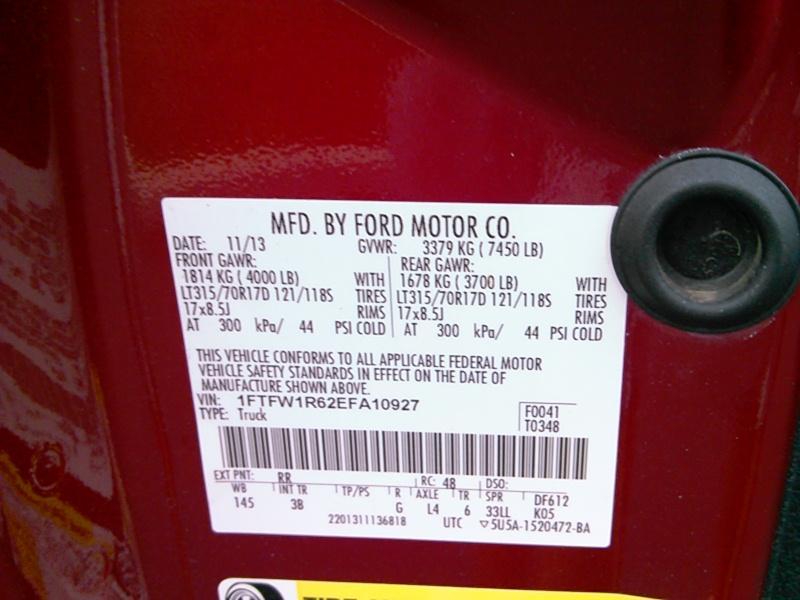 MFD. BY FORD MOTOR CO.
DATE: 11/13 GVWR: 3379 KG ( 7450 LB)
FRONT GAWR: REAR GAWR:
1814 KG ( 4000 LB) WITH 1678 KG ( 3700 LB) WITH
LT315/70R17D 121/118S TIRES LT315/70R17D 121/118S TIRES
17x8.5J RIMS 17x8.5J RIMS
AT 300 kPa/ 44 PSI COLD AT 300 kPa/ 44 PSI COLD
THIS VEHICLE CONFORMS TO ALL APPLICABLE FEDERAL MOTOR
VEHICLE SAFETY STANDARDS IN EFFECT ON THE DATE OF
MANUFACTURE SHOWN ABOVE.
VIN: 1FTFW1R62EFA10927
TYPE: Truck
F0041
T0348
EXT PNT: RR RC: 48 DSO:
WB INT TR TP/PS R AXLE TR SPR DF612
145 3B G L4 6 33LL K05
2201311136818 UTC ▽5U5A-1520472-BA